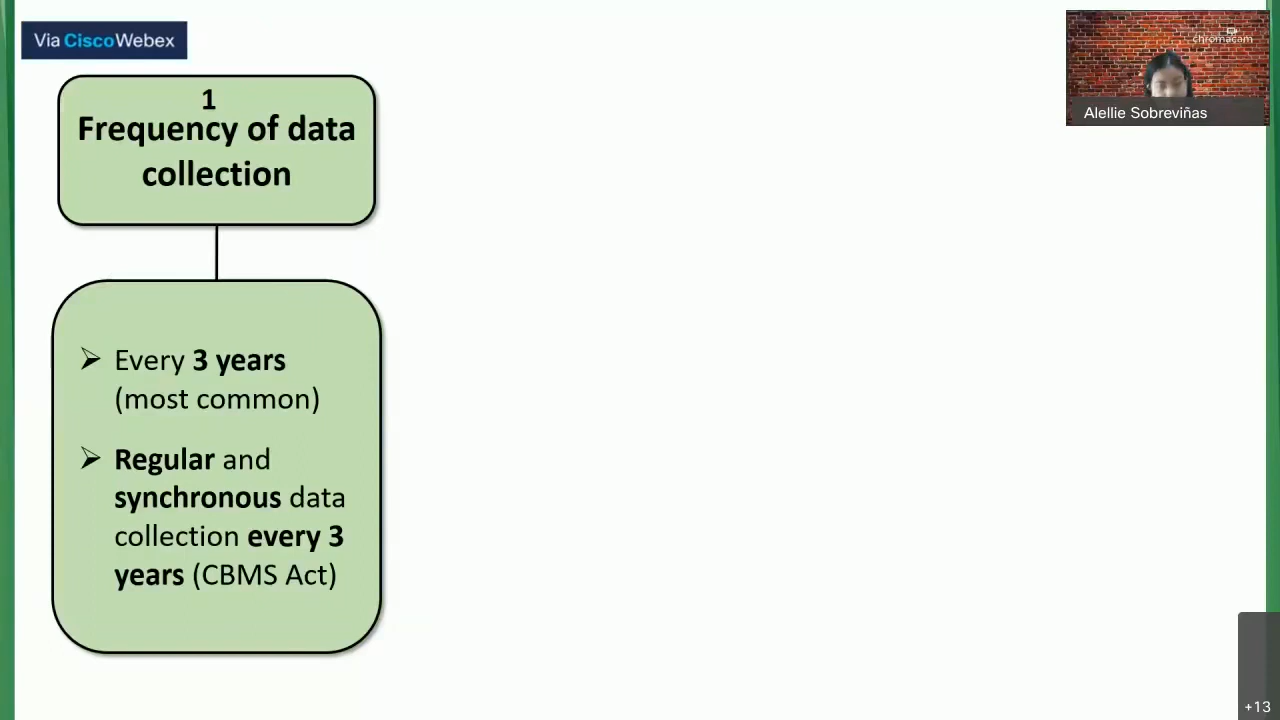 Via CiscoWebex
chromacam
Alellie Sobreviñas
1
Frequency of data
collection
➢ Every 3 years
(most common)
➢ Regular and
synchronous data
collection every 3
years (CBMS Act)
+13